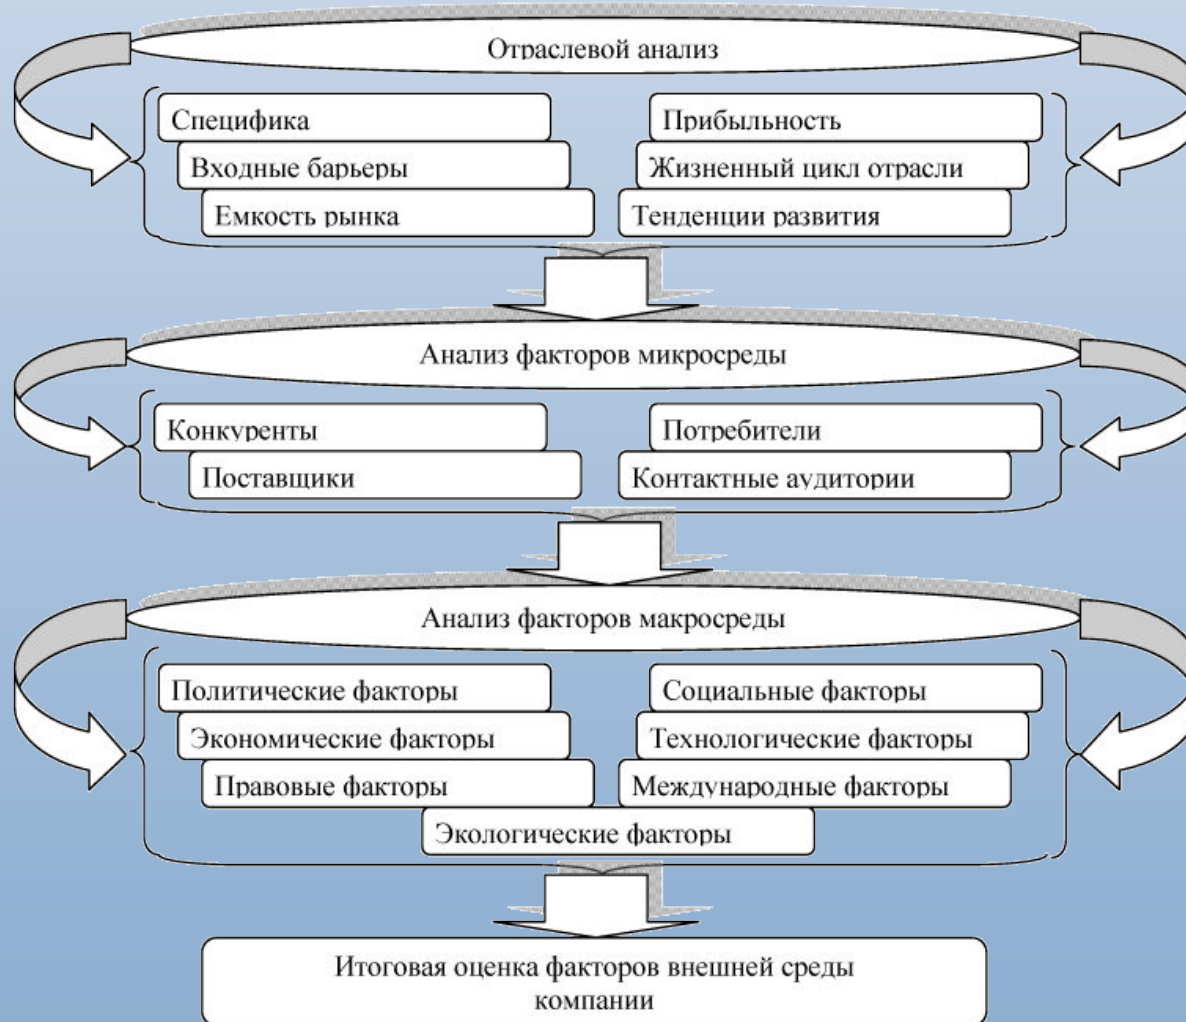 Отраслевой анализ
Специфика
Прибыльность
Входные барьеры
Жизненный цикл отрасли
Емкость рынка
Тенденции развития
Анализ факторов микросреды
Конкуренты
Потребители
Поставщики
Контактные аудитории
Анализ факторов макросреды
Политические факторы
Социальные факторы
Экономические факторы
Технологические факторы
Правовые факторы
Международные факторы
Экологические факторы
Итоговая оценка факторов внешней среды
компании